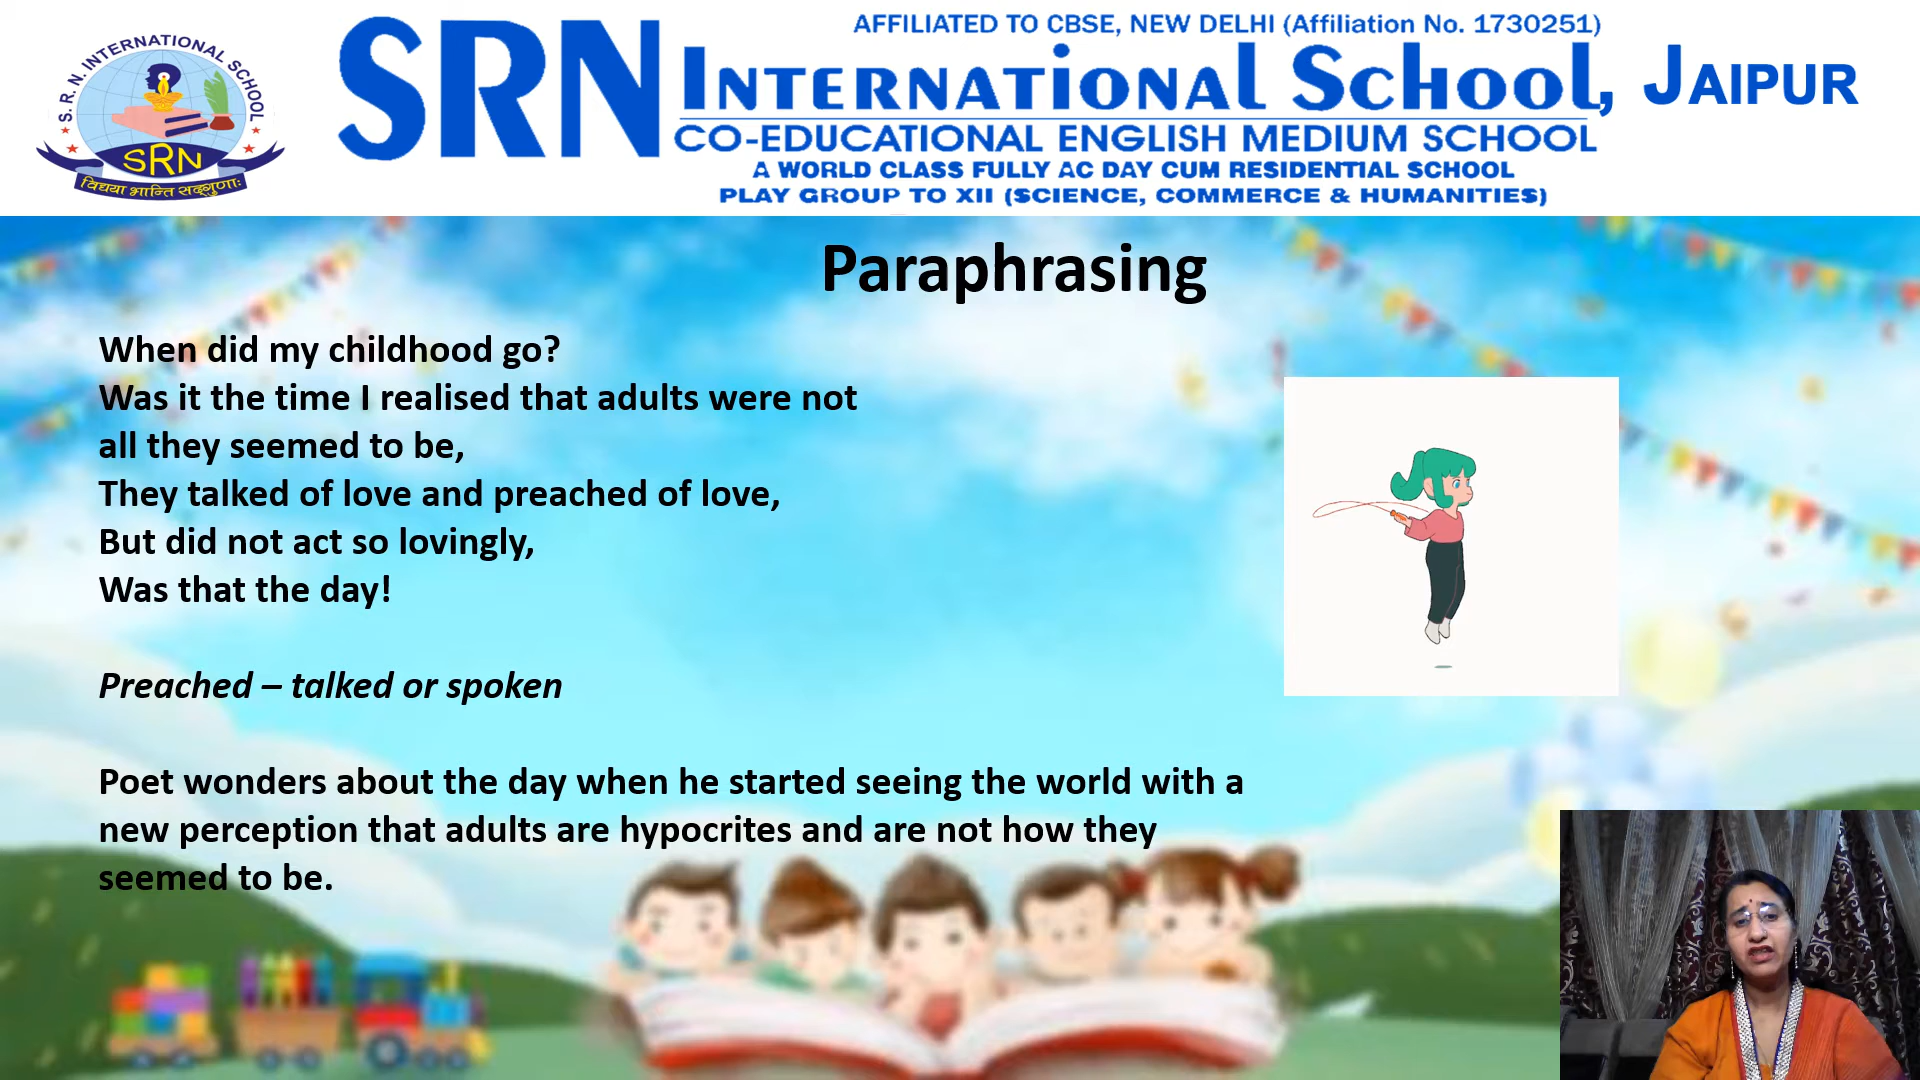 S. R. N. INTERNATIONAL SCHOOL
SRN
विद्यया भान्ति सद्गुणाः
AFFILIATED TO CBSE, NEW DELHI (Affiliation No. 1730251)
SRN INTERNATIONAL SCHOOL, JAIPUR
CO-EDUCATIONAL ENGLISH MEDIUM SCHOOL
A WORLD CLASS FULLY AC DAY CUM RESIDENTIAL SCHOOL
PLAY GROUP TO XII (SCIENCE, COMMERCE & HUMANITIES)
Paraphrasing
When did my childhood go?
Was it the time I realised that adults were not
all they seemed to be,
They talked of love and preached of love,
But did not act so lovingly,
Was that the day!
Preached – talked or spoken
Poet wonders about the day when he started seeing the world with a
new perception that adults are hypocrites and are not how they
seemed to be.